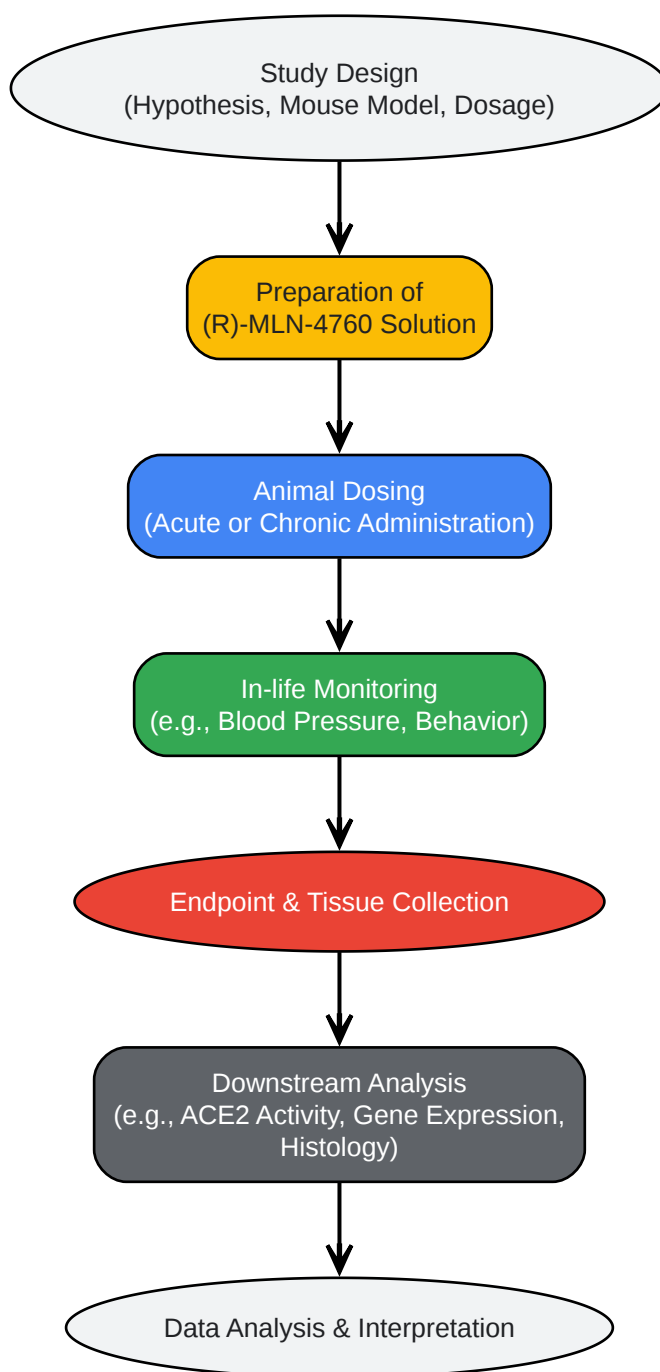 Study Design
(Hypothesis, Mouse Model, Dosage)
Preparation of
(R)-MLN-4760 Solution
Animal Dosing
(Acute or Chronic Administration)
In-life Monitoring
(e.g., Blood Pressure, Behavior)
Endpoint & Tissue Collection
Downstream Analysis
(e.g., ACE2 Activity, Gene Expression,
Histology)
Data Analysis & Interpretation